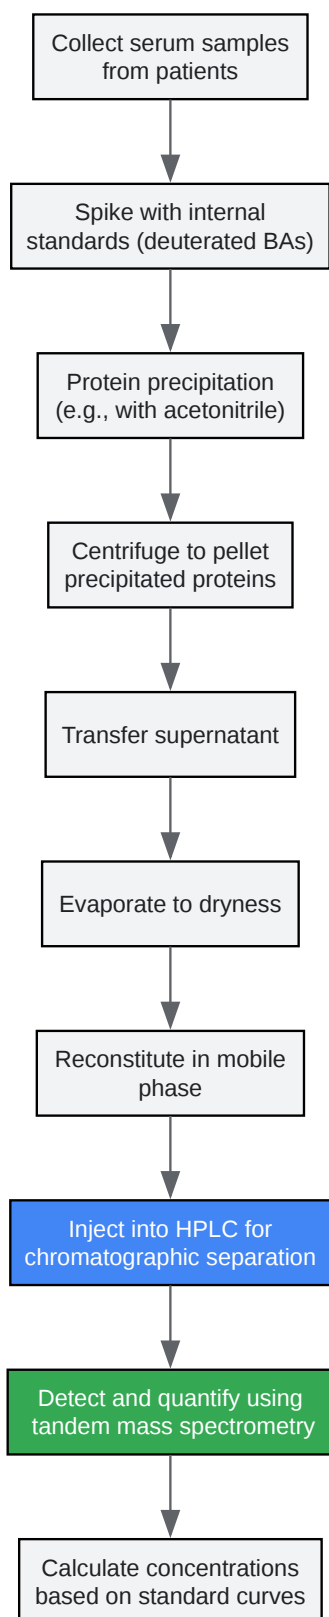 Collect serum samples
from patients
Spike with internal
standards (deuterated BAs)
Protein precipitation
(e.g., with acetonitrile)
Centrifuge to pellet
precipitated proteins
Transfer supernatant
Evaporate to dryness
Reconstitute in mobile
phase
Inject into HPLC for
chromatographic separation
Detect and quantify using
tandem mass spectrometry
Calculate concentrations
based on standard curves